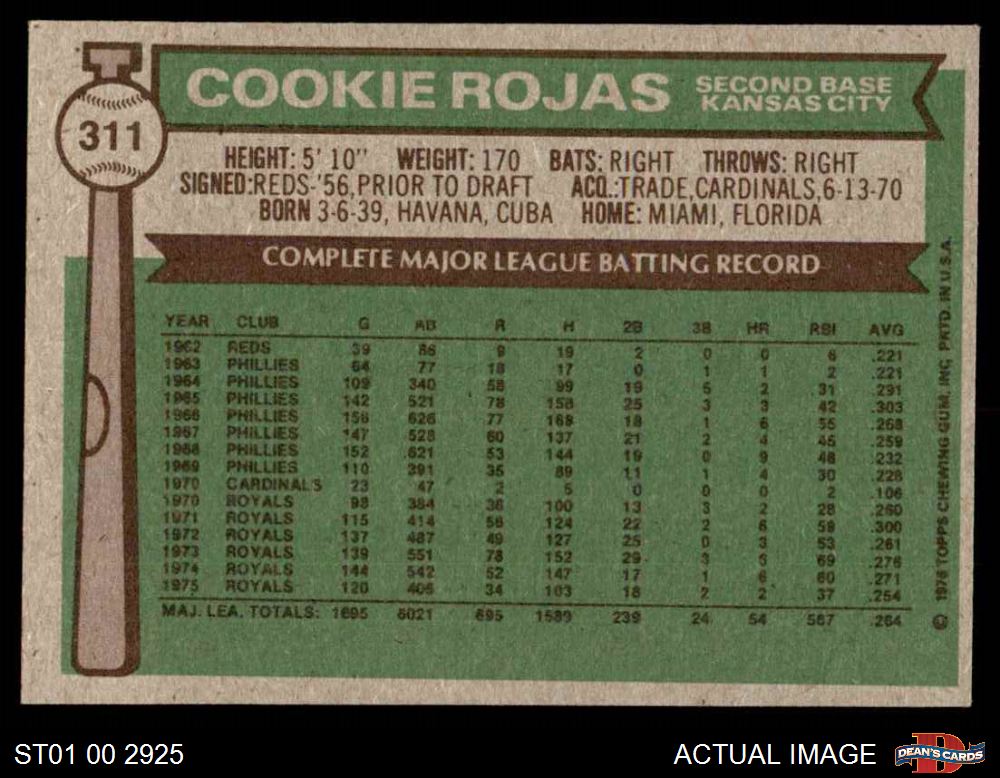 311
COOKIE ROJAS
SECOND BASE
KANSAS CITY
HEIGHT: 5' 10" WEIGHT: 170 BATS: RIGHT THROWS: RIGHT
SIGNED:REDS-'56,PRIOR TO DRAFT ACQ.:TRADE,CARDINALS,6-13-70
BORN 3-6-39, HAVANA, CUBA HOME: MIAMI, FLORIDA
COMPLETE MAJOR LEAGUE BATTING RECORD
YEAR CLUB G AB R H 2B 3B HR RBI AVG
1962 REDS 39 86 9 19 2 0 0 6 .221
1963 PHILLIES 64 77 18 17 0 1 1 2 .221
1964 PHILLIES 109 340 58 99 19 5 2 31 .291
1965 PHILLIES 142 521 78 158 25 3 3 42 .303
1966 PHILLIES 156 626 77 168 18 1 6 55 .268
1967 PHILLIES 147 528 60 137 21 2 4 45 .259
1968 PHILLIES 152 621 53 144 19 0 9 48 .232
1969 PHILLIES 110 391 35 89 11 1 4 30 .228
1970 CARDINALS 23 47 2 5 0 0 0 2 .106
1970 ROYALS 98 384 36 100 13 3 2 28 .260
1971 ROYALS 115 414 56 124 22 2 6 59 .300
1972 ROYALS 137 487 49 127 25 0 3 53 .261
1973 ROYALS 139 551 78 152 29 3 6 69 .276
1974 ROYALS 144 542 52 147 17 1 6 60 .271
1975 ROYALS 120 406 34 103 18 2 2 37 .254
MAJ. LEA. TOTALS: 1695 6021 695 1589 239 24 54 567 .264
© 1976 TOPPS CHEWING GUM, INC. PRTD. IN U.S.A.
ST01 00 2925
ACTUAL IMAGE
D
DEAN'S CARDS